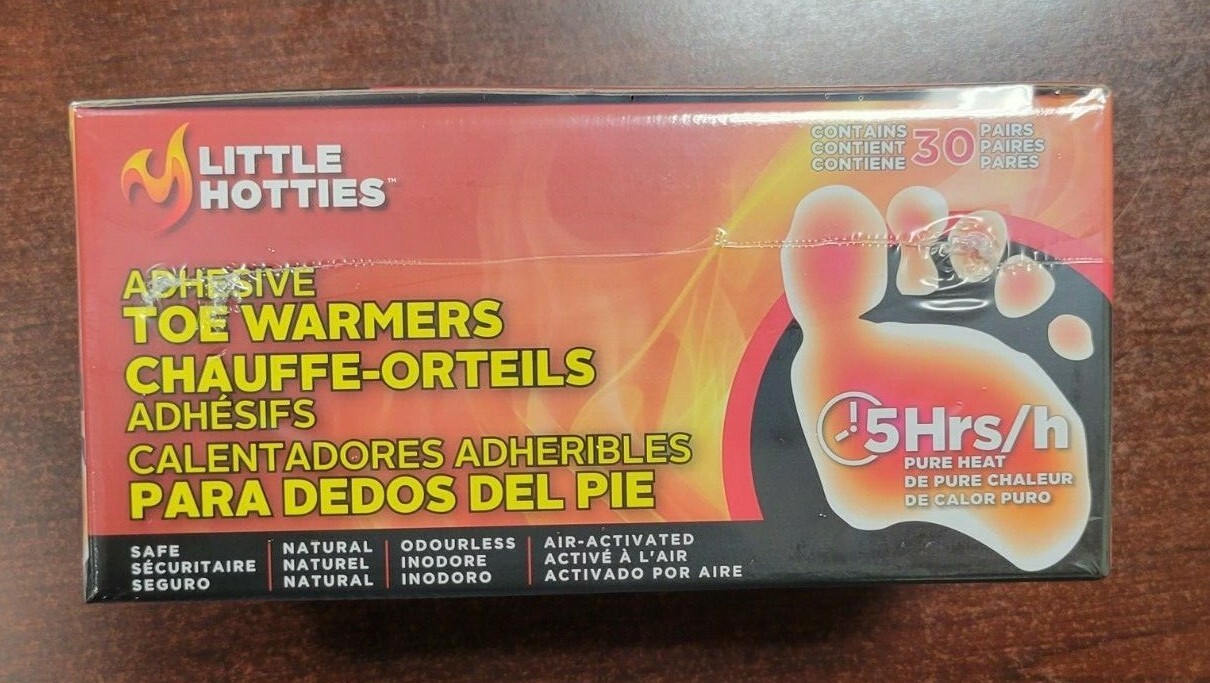 LITTLE
HOTTIES™
CONTAINS
CONTIENT
CONTIENE
30
PAIRS
PAIRES
PARES
ADHESIVE
TOE WARMERS
CHAUFFE-ORTEILS
ADHÉSIFS
CALENTADORES ADHERIBLES
PARA DEDOS DEL PIE
5Hrs/h
PURE HEAT
DE PURE CHALEUR
DE CALOR PURO
SAFE
SÉCURITAIRE
SEGURO
NATURAL
NATUREL
NATURAL
ODOURLESS
INODORE
INODORO
AIR-ACTIVATED
ACTIVÉ À L'AIR
ACTIVADO POR AIRE